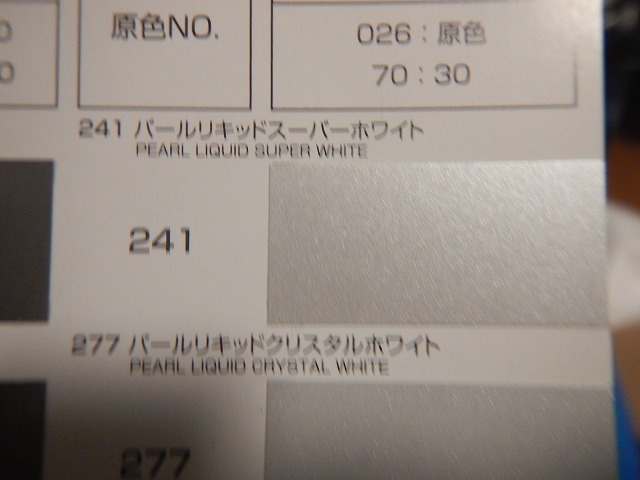 原色NO.
026：原色
70：30
241 パールリキッドスーパーホワイト
PEARL LIQUID SUPER WHITE
241
277 パールリキッドクリスタルホワイト
PEARL LIQUID CRYSTAL WHITE
277